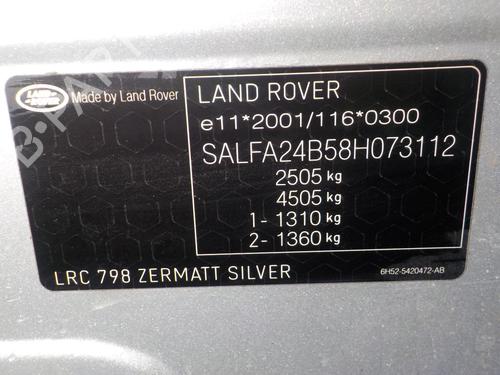 LAND ROVER
Made by Land Rover
LAND ROVER
e11*2001/116*0300
SALFA24B58H073112
2505 kg
4505 kg
1- 1310 kg
2- 1360 kg
LRC 798 ZERMATT SILVER
6H52-5420472-AB